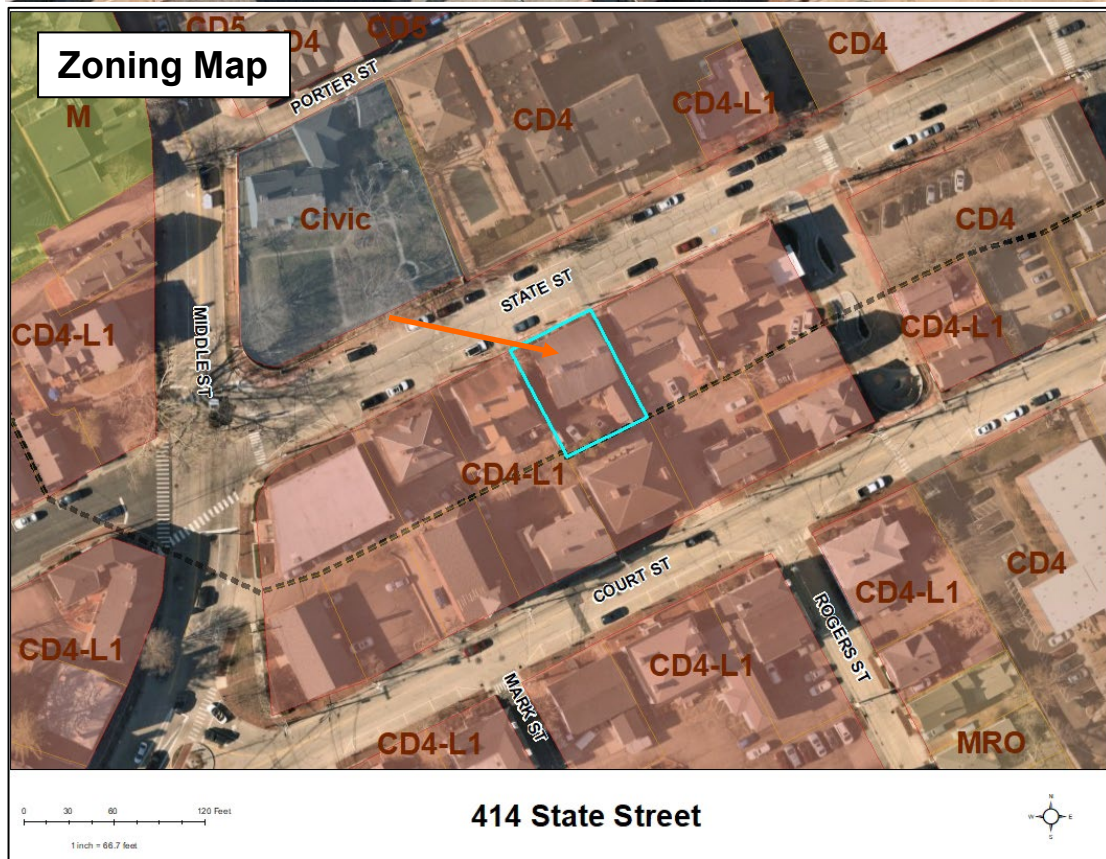 Zoning Map
CD5
CD4
CD5
CD4
M
PORTER ST
CD4
CD4-L1
Civic
CD4
STATE ST
CD4-L1
MIDDLE ST
CD4-L1
CD4-L1
COURT ST
CD4
CD4-L1
ROGERS ST
CD4-L1
CD4-L1
MARK ST
CD4-L1
MRO
0 30 60 120 Feet
1 inch = 66.7 feet
414 State Street
N
W E
S